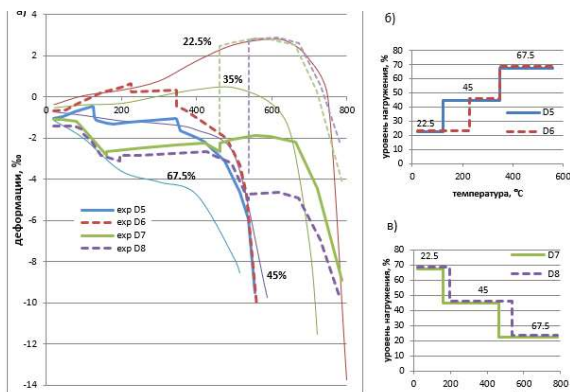 а)
4
2
0
-2
-4
-6
-8
-10
-12
-14
0 200 400 600 800
деформации, ‰
22.5%
35%
67.5%
45%
exp D5
exp D6
exp D7
exp D8
б)
уровень нагружения, %
80
70
60
50
40
30
20
10
0
0 200 400 600
температура, °C
22.5
45
67.5
D5
D6
в)
уровень нагружения, %
80
70
60
50
40
30
20
10
0
0 200 400 600 800
22.5
45
67.5
D7
D8